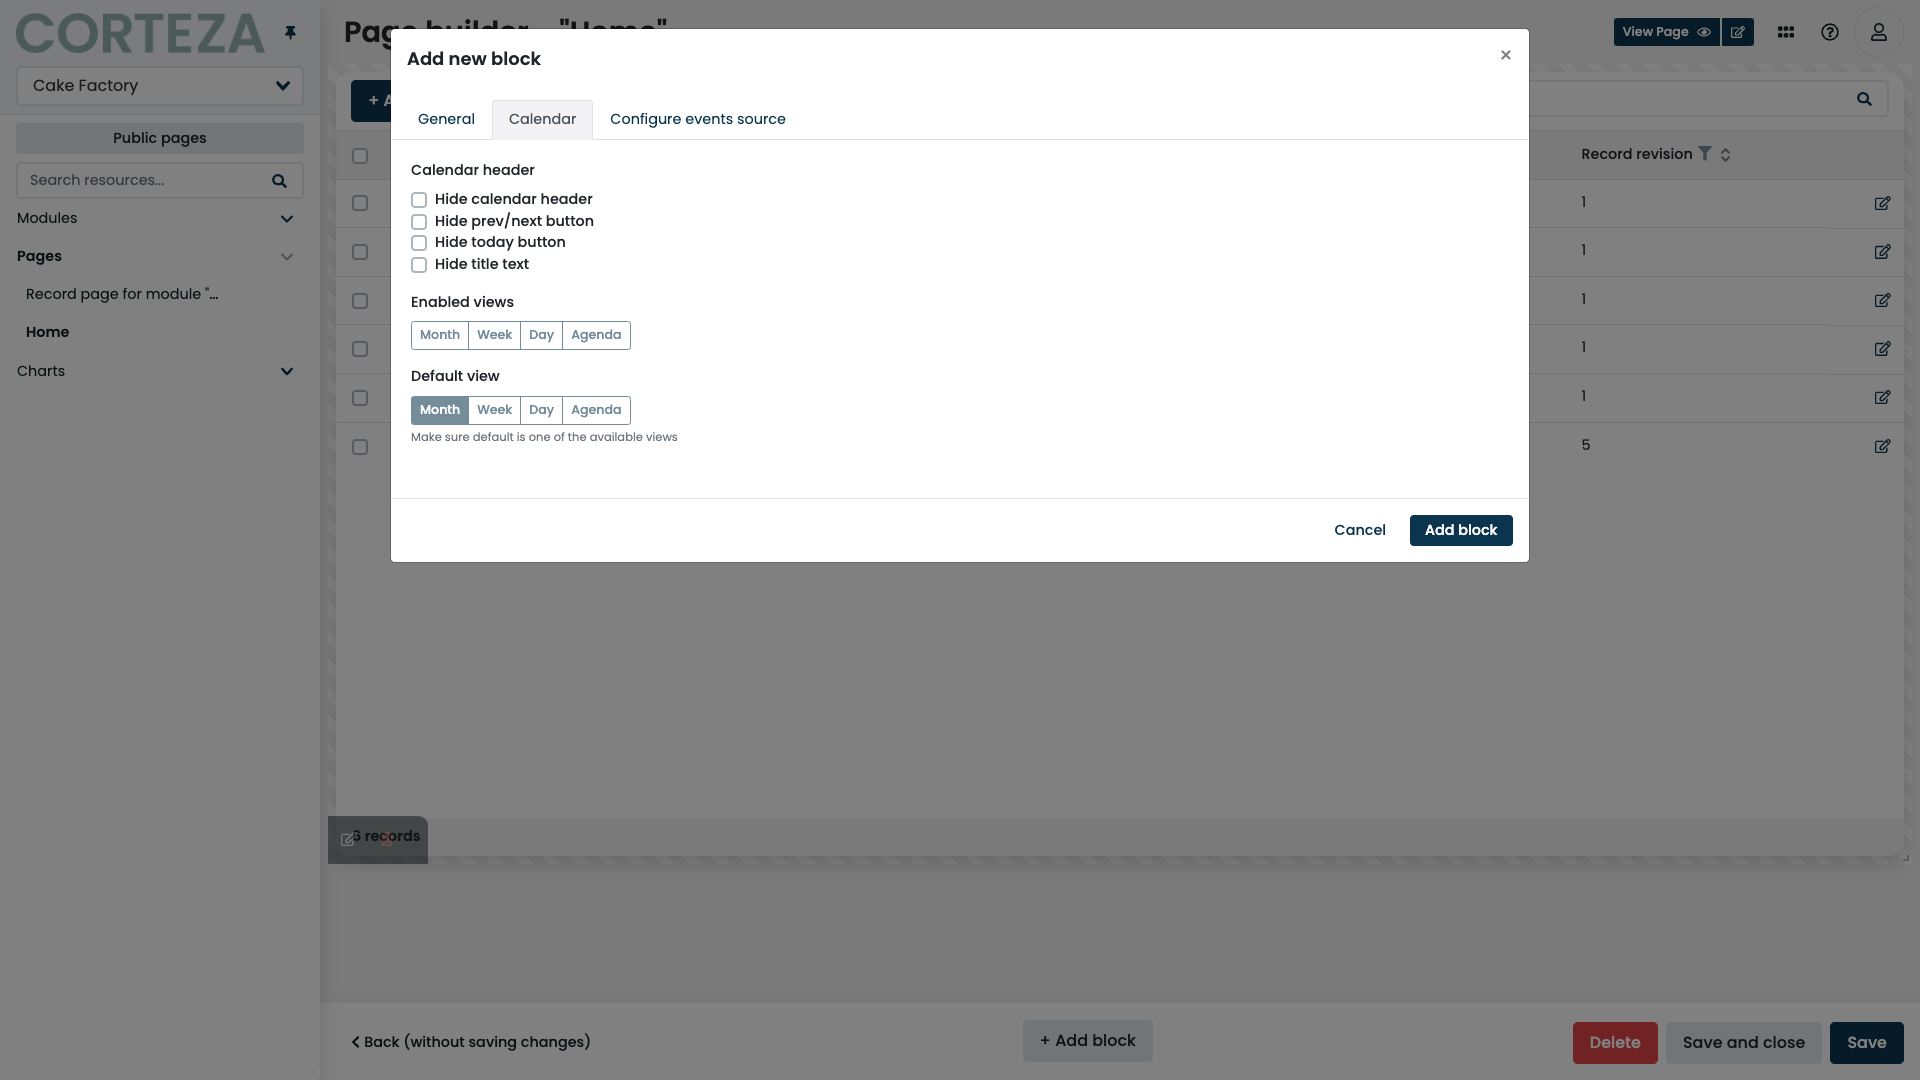 CORTEZA
Page builder - "Home"
View Page
Cake Factory
Public pages
Search resources...
Modules
Pages
Record page for module "...
Home
Charts
+ A
Record revision
1
1
1
1
1
5
Add new block
×
General
Calendar
Configure events source
Calendar header
Hide calendar header
Hide prev/next button
Hide today button
Hide title text
Enabled views
Month Week Day Agenda
Default view
Month Week Day Agenda
Make sure default is one of the available views
Cancel
Add block
6 records
Back (without saving changes)
+ Add block
Delete
Save and close
Save